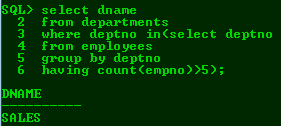 SQL> select dname
2 from departments
3 where deptno in(select deptno
4 from employees
5 group by deptno
6 having count(empno)>5);
DNAME
----------
SALES